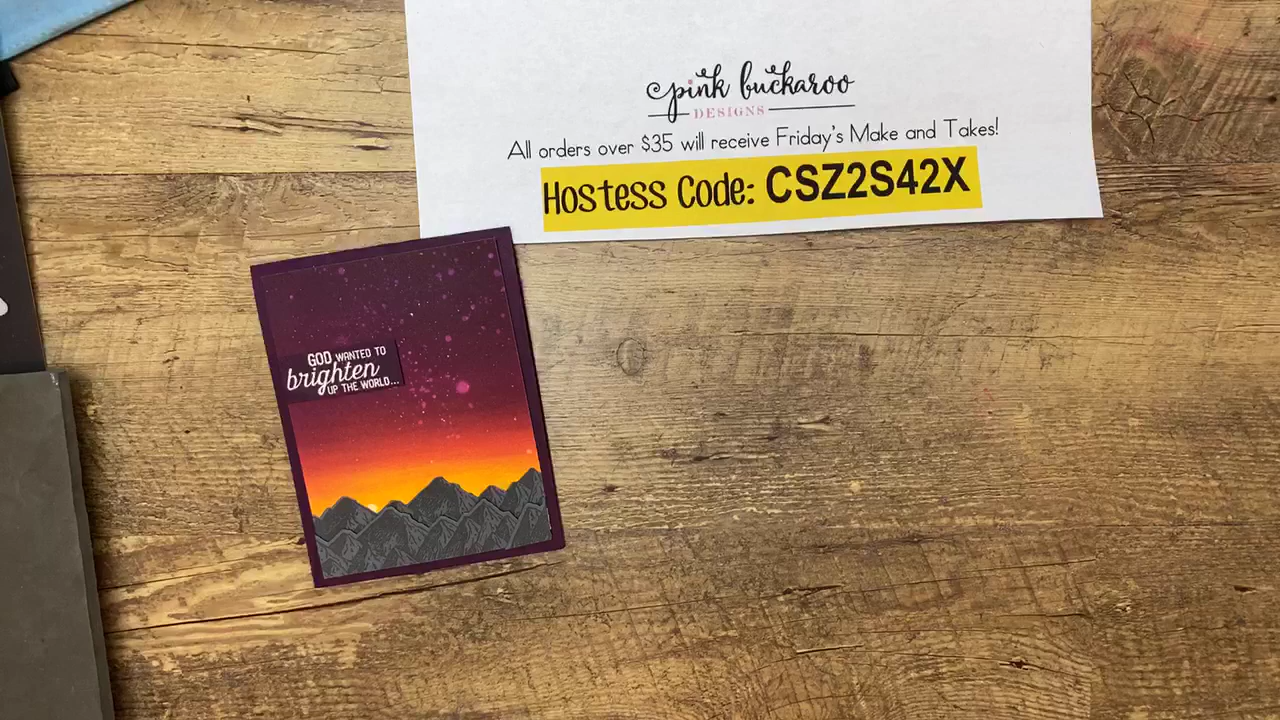 pink buckaroo
DESIGNS
All orders over $35 will receive Friday's Make and Takes!
Hostess Code: CSZ2S42X
GOD WANTED TO
brighten
UP THE WORLD...